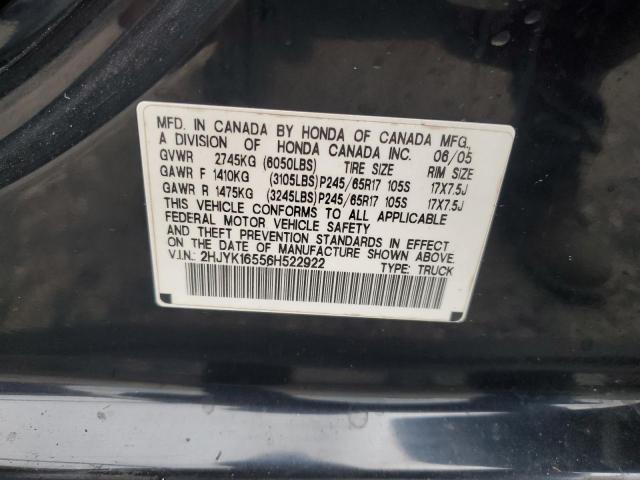 MFD. IN CANADA BY HONDA OF CANADA MFG.,
A DIVISION OF HONDA CANADA INC. 06/05
GVWR 2745KG (6050LBS) TIRE SIZE RIM SIZE
GAWR F 1410KG (3105LBS)P245/65R17 105S 17X7.5J
GAWR R 1475KG (3245LBS)P245/65R17 105S 17X7.5J
THIS VEHICLE CONFORMS TO ALL APPLICABLE
FEDERAL MOTOR VEHICLE SAFETY
AND THEFT PREVENTION STANDARDS IN EFFECT
ON THE DATE OF MANUFACTURE SHOWN ABOVE.
V.I.N.: 2HJYK16556H522922 TYPE: TRUCK